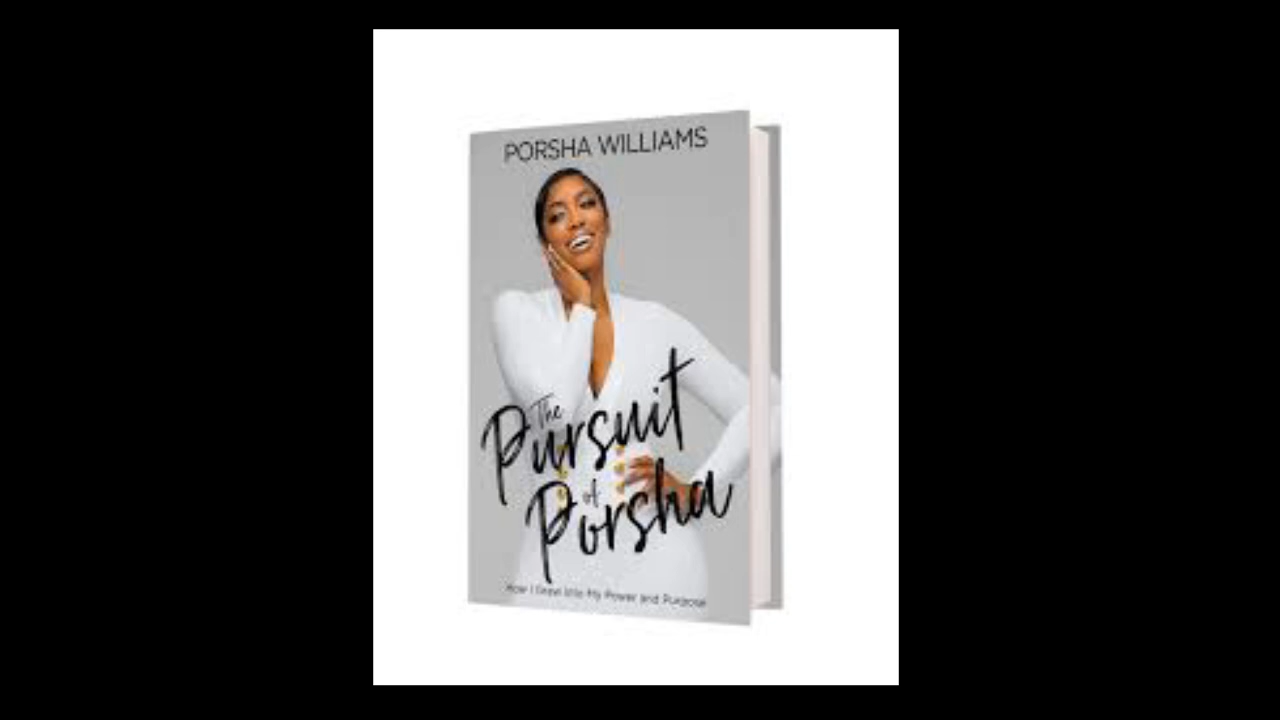 PORSHA WILLIAMS
The
Pursuit
of
Porsha
How I Grew Into My Power and Purpose